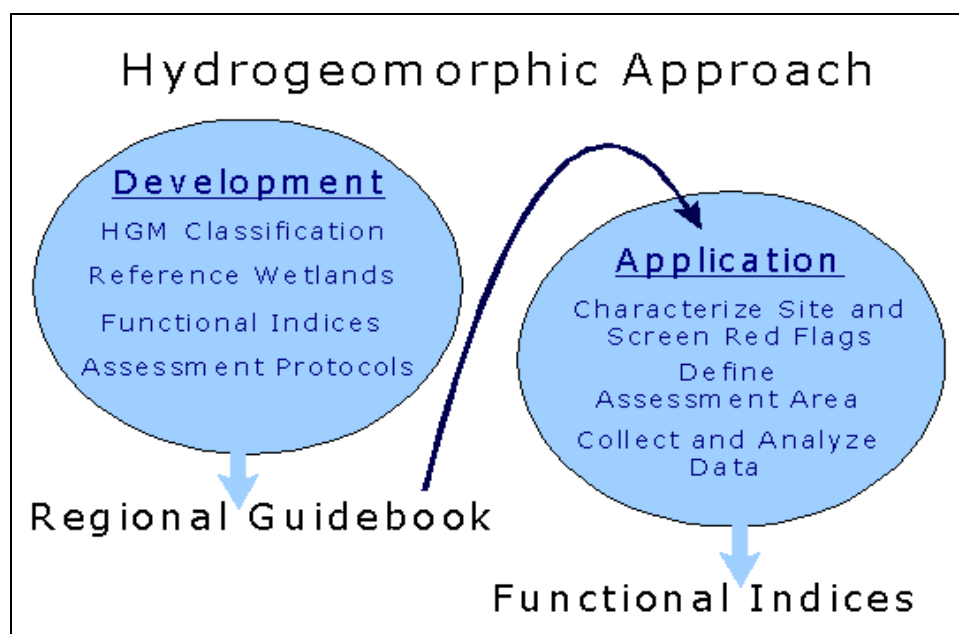 Hydrogeomorphic Approach
Development
HGM Classification
Reference Wetlands
Functional Indices
Assessment Protocols
Regional Guidebook
Application
Characterize Site and
Screen Red Flags
Define
Assessment Area
Collect and Analyze
Data
Functional Indices